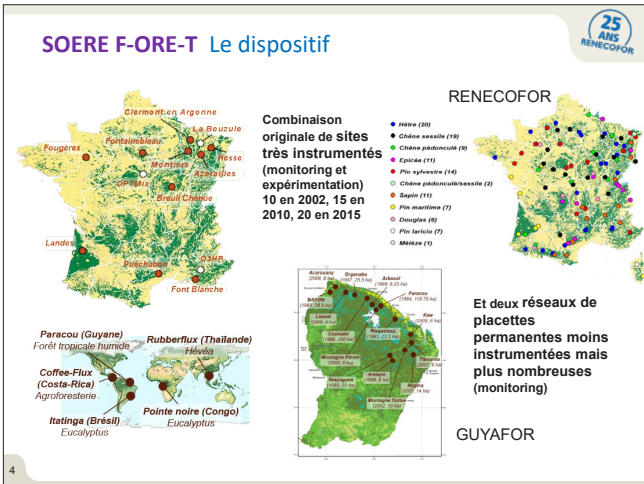 SOERE F-ORE-T Le dispositif
25
ANS
RENECOFOR
Clermont en Argonne
La Bouzule
Fontainebleau
Fougères
Montiers
Hesse
Azerailles
OPTMix
Breuil Chenue
Landes
Puéchabon
O3HP
Font Blanche
Combinaison
originale de sites
très instrumentés
(monitoring et
expérimentation)
10 en 2002, 15 en
2010, 20 en 2015
RENECOFOR
Hêtre (20)
Chêne sessile (19)
Chêne pédonculé (9)
Epicéa (11)
Pin sylvestre (14)
Chêne pédonculé/sessile (2)
Sapin (11)
Pin maritime (7)
Douglas (6)
Pin laricio (7)
Mélèze (1)
Paracou (Guyane)
Forêt tropicale humide
Rubberflux (Thaïlande)
Hévéa
Coffee-Flux
(Costa-Rica)
Agroforesterie
Pointe noire (Congo)
Eucalyptus
Itatinga (Brésil)
Eucalyptus
Acarouany
Organabo
Arbocel
Paracou
BAFOG
Kaw
Counami
Montagne Plomb
Tibourou
Nouragues
Arataye
Régina
Montagne Tortue
Et deux réseaux de
placettes
permanentes moins
instrumentées mais
plus nombreuses
(monitoring)
GUYAFOR
4